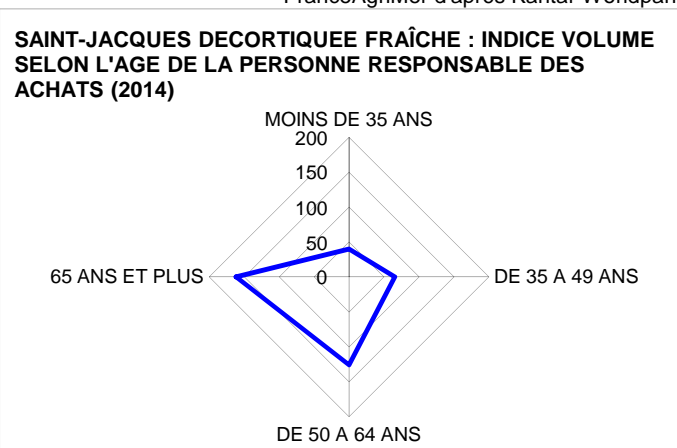 FranceAgriMer d'après Kantar Worldpan
SAINT-JACQUES DECORTIQUEE FRAÎCHE : INDICE VOLUME
SELON L'AGE DE LA PERSONNE RESPONSABLE DES
ACHATS (2014)
MOINS DE 35 ANS
200
150
100
50
0
65 ANS ET PLUS
DE 35 A 49 ANS
DE 50 A 64 ANS